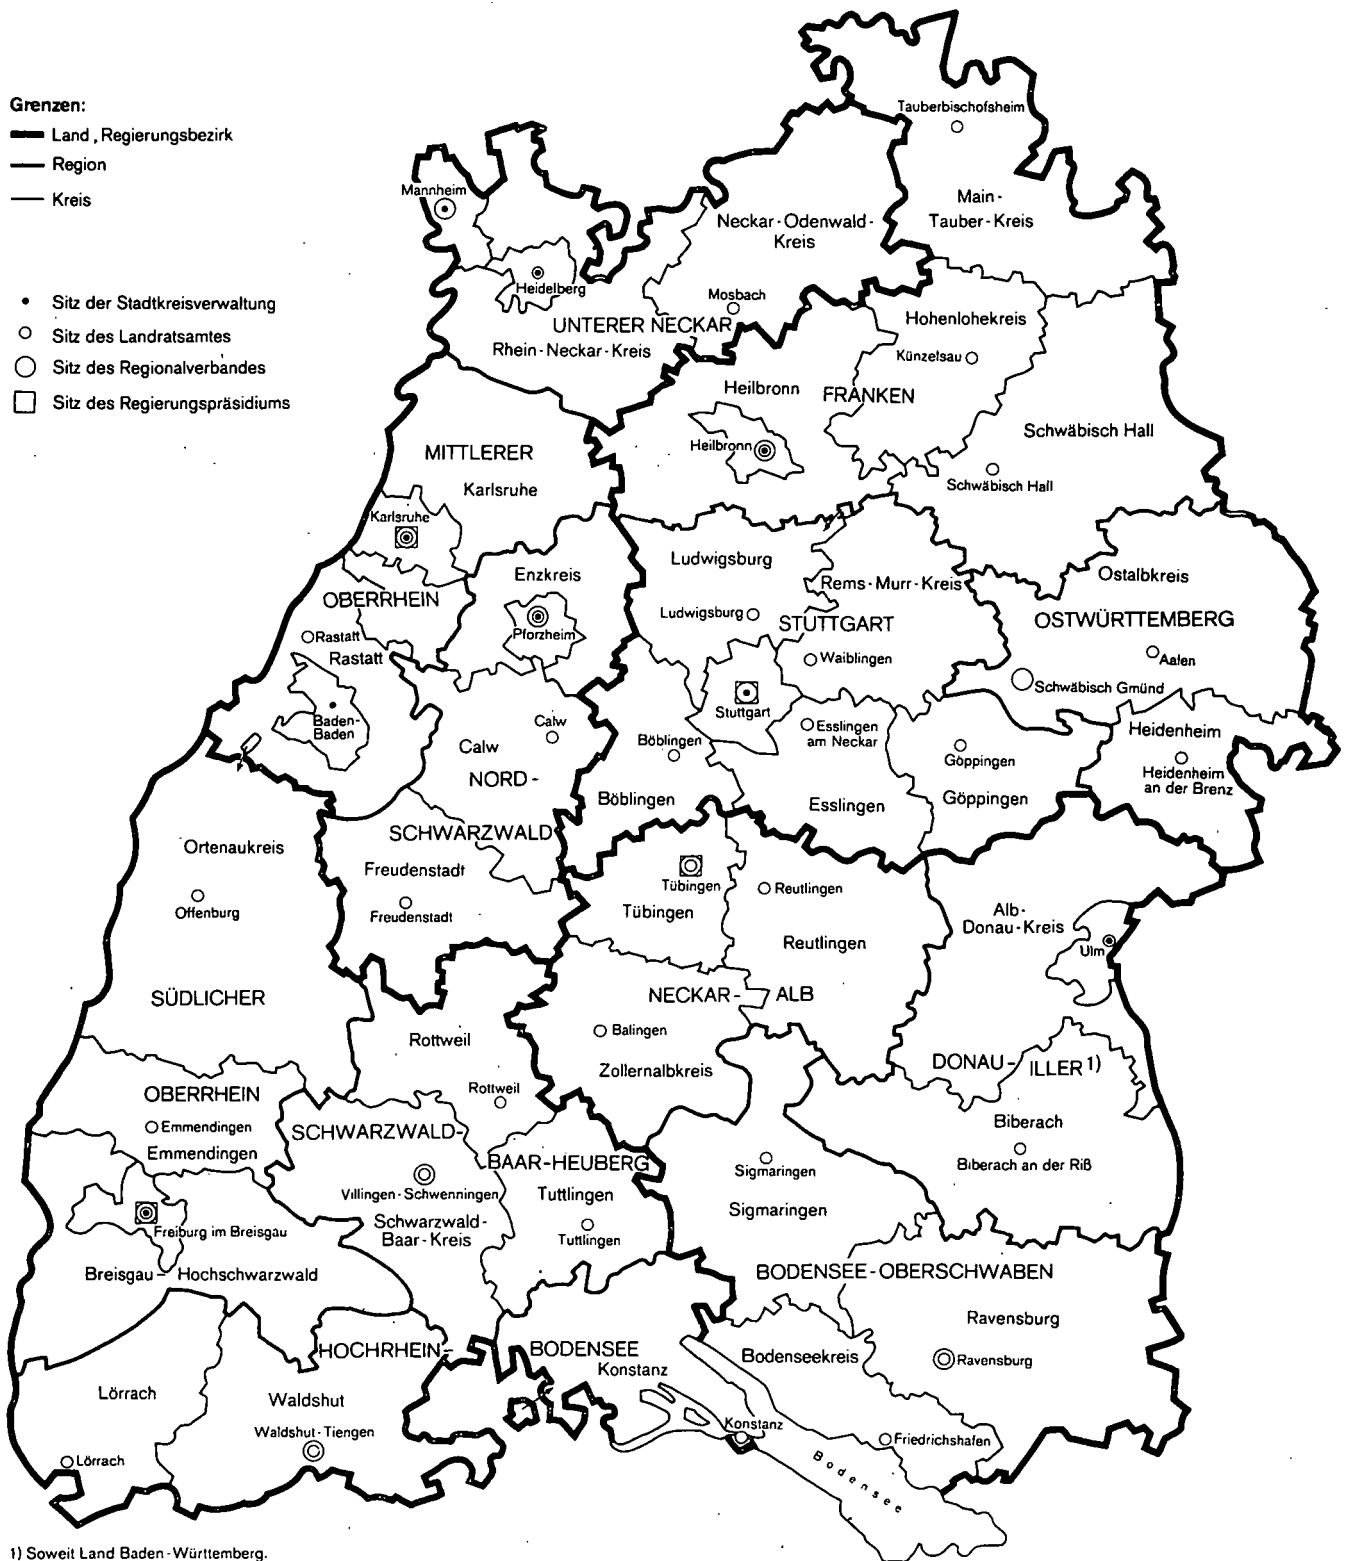 Grenzen:
Land, Regierungsbezirk
Region
Kreis
Sitz der Stadtkreisverwaltung
Sitz des Landratsamtes
Sitz des Regionalverbandes
Sitz des Regierungspräsidiums
Tauberbischofsheim
Main-
Tauber-Kreis
Mannheim
Neckar-Odenwald-
Kreis
Heidelberg
Mosbach
UNTERER NECKAR
Rhein-Neckar-Kreis
Hohenlohekreis
Künzelsau
Heilbronn
FRANKEN
Heilbronn
Schwäbisch Hall
Schwäbisch Hall
MITTLERER
Karlsruhe
Karlsruhe
Enzkreis
Pforzheim
OBERRHEIN
Rastatt
Rastatt
Baden-
Baden
Ludwigsburg
Ludwigsburg
Rems-Murr-Kreis
STUTTGART
Waiblingen
Stuttgart
Esslingen
am Neckar
Esslingen
Böblingen
Böblingen
Göppingen
Göppingen
Ostalbkreis
OSTWÜRTTEMBERG
Aalen
Schwäbisch Gmünd
Heidenheim
Heidenheim
an der Brenz
Calw
Calw
NORD-
SCHWARZWALD
Freudenstadt
Freudenstadt
Ortenaukreis
Offenburg
SÜDLICHER
OBERRHEIN
Emmendingen
Emmendingen
Freiburg im Breisgau
Breisgau-Hochschwarzwald
Tübingen
Tübingen
Reutlingen
Reutlingen
NECKAR-ALB
Balingen
Zollernalbkreis
Alb-
Donau-Kreis
Ulm
DONAU-ILLER 1)
Biberach
Biberach an der Riß
Rottweil
Rottweil
SCHWARZWALD-
BAAR-HEUBERG
Villingen-Schwenningen
Schwarzwald-
Baar-Kreis
Tuttlingen
Tuttlingen
Sigmaringen
Sigmaringen
BODENSEE-OBERSCHWABEN
Ravensburg
Ravensburg
Bodenseekreis
Friedrichshafen
HOCHRHEIN-
BODENSEE
Konstanz
Konstanz
Lörrach
Lörrach
Waldshut
Waldshut-Tiengen
Bodensee
1) Soweit Land Baden-Württemberg.